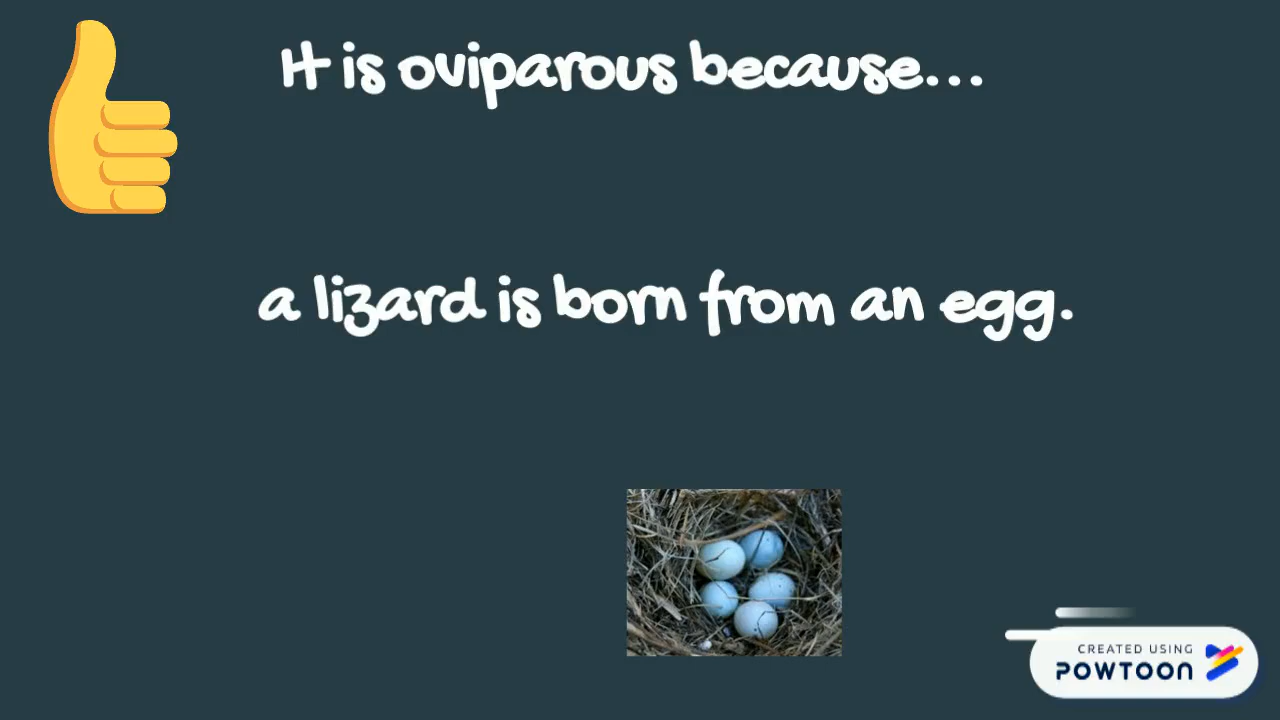 It is oviparous because...
a lizard is born from an egg.
CREATED USING
POWTOON